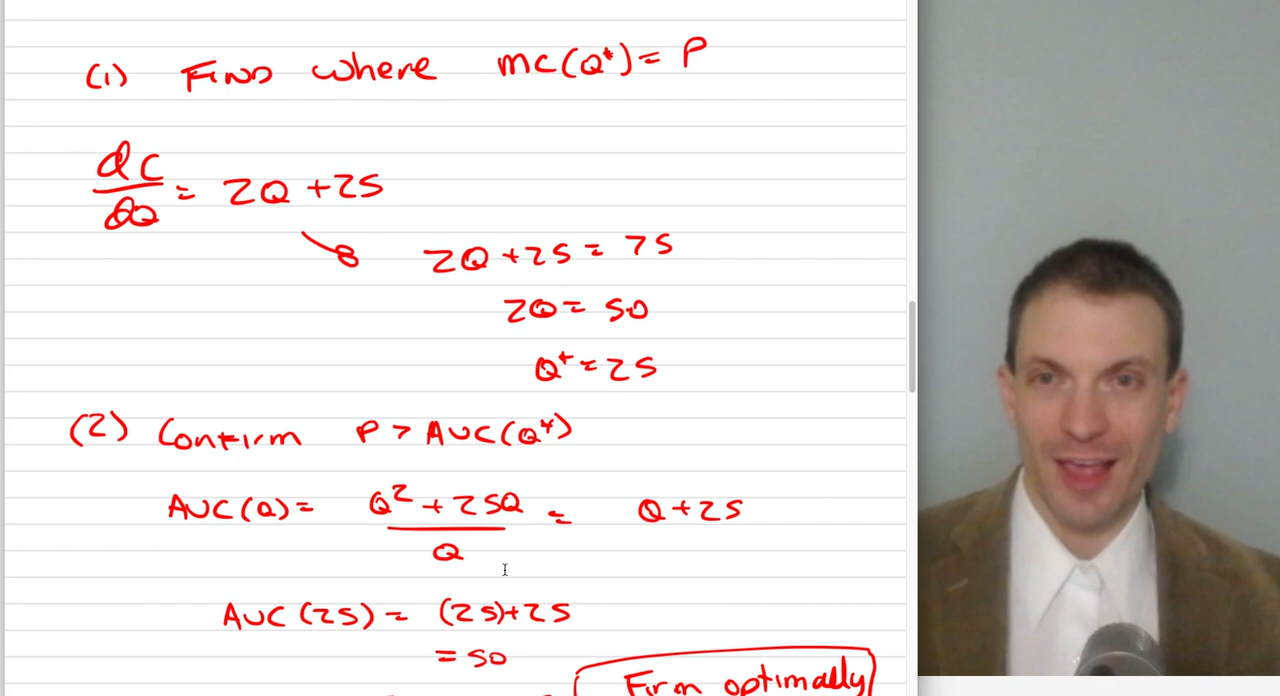 (1) Find where MC(Q*) = P
dC/dQ = 2Q + 25
2Q + 25 = 75
2Q = 50
Q* = 25
(2) Confirm P > AVC(Q*)
AVC(Q) = Q² + 25Q / Q = Q + 25
AVC(25) = (25) + 25
= 50
Firm optimally